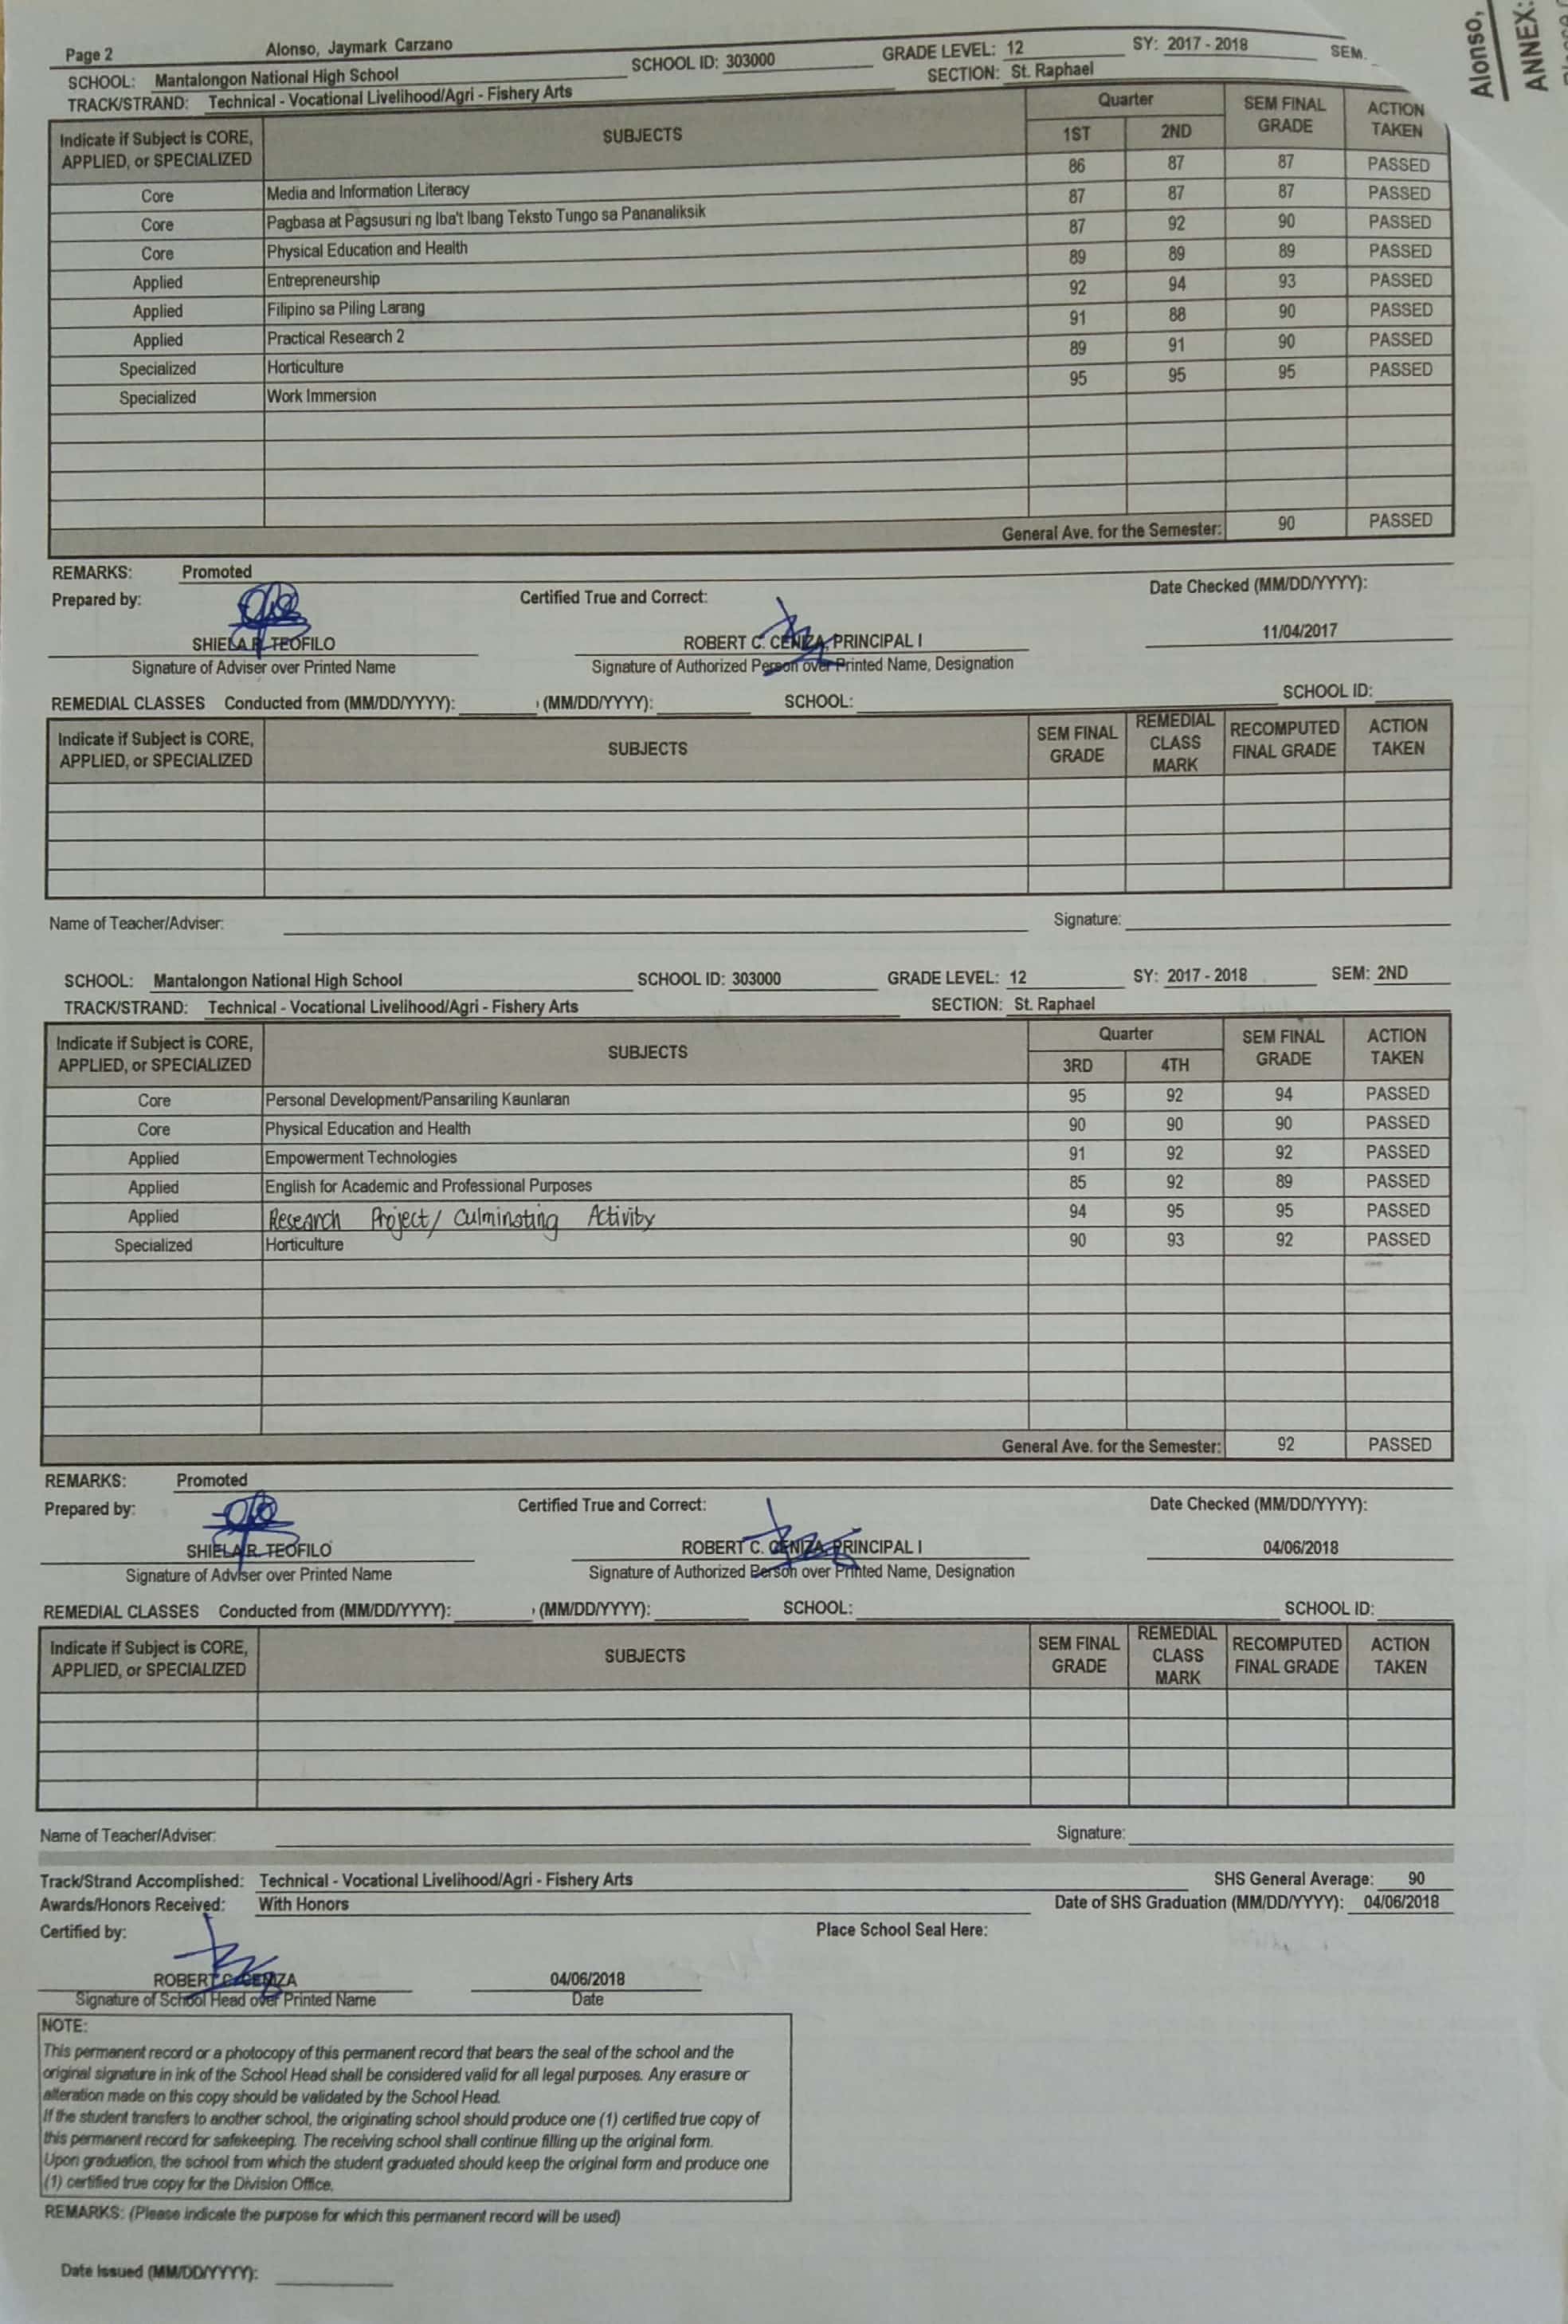 Page 2 Alonso, Jaymark Carzano
SCHOOL: Mantalongon National High School SCHOOL ID: 303000 GRADE LEVEL: 12 SY: 2017 - 2018 SEM.
TRACK/STRAND: Technical - Vocational Livelihood/Agri - Fishery Arts SECTION: St. Raphael
Indicate if Subject is CORE, APPLIED, or SPECIALIZED SUBJECTS Quarter SEM FINAL GRADE ACTION TAKEN
1ST 2ND
Core Media and Information Literacy 86 87 87 PASSED
Core Pagbasa at Pagsusuri ng Iba't Ibang Teksto Tungo sa Pananaliksik 87 87 87 PASSED
Core Physical Education and Health 87 92 90 PASSED
Applied Entrepreneurship 89 89 89 PASSED
Applied Filipino sa Piling Larang 92 94 93 PASSED
Applied Practical Research 2 91 88 90 PASSED
Specialized Horticulture 89 91 90 PASSED
Specialized Work Immersion 95 95 95 PASSED
General Ave. for the Semester: 90 PASSED
REMARKS: Promoted
Prepared by: Certified True and Correct: Date Checked (MM/DD/YYYY):
SHIELA R. TEOFILO ROBERT C. CENIZA, PRINCIPAL I 11/04/2017
Signature of Adviser over Printed Name Signature of Authorized Person over Printed Name, Designation
REMEDIAL CLASSES Conducted from (MM/DD/YYYY): (MM/DD/YYYY): SCHOOL: SCHOOL ID:
Indicate if Subject is CORE, APPLIED, or SPECIALIZED SUBJECTS SEM FINAL GRADE REMEDIAL CLASS MARK RECOMPUTED FINAL GRADE ACTION TAKEN
Name of Teacher/Adviser: Signature:
SCHOOL: Mantalongon National High School SCHOOL ID: 303000 GRADE LEVEL: 12 SY: 2017 - 2018 SEM: 2ND
TRACK/STRAND: Technical - Vocational Livelihood/Agri - Fishery Arts SECTION: St. Raphael
Indicate if Subject is CORE, APPLIED, or SPECIALIZED SUBJECTS Quarter SEM FINAL GRADE ACTION TAKEN
3RD 4TH
Core Personal Development/Pansariling Kaunlaran 95 92 94 PASSED
Core Physical Education and Health 90 90 90 PASSED
Applied Empowerment Technologies 91 92 92 PASSED
Applied English for Academic and Professional Purposes 85 92 89 PASSED
Applied Research Project/ Culminating Activity 94 95 95 PASSED
Specialized Horticulture 90 93 92 PASSED
General Ave. for the Semester: 92 PASSED
REMARKS: Promoted
Prepared by: Certified True and Correct: Date Checked (MM/DD/YYYY):
SHIELA R. TEOFILO ROBERT C. CENIZA, PRINCIPAL I 04/06/2018
Signature of Adviser over Printed Name Signature of Authorized Person over Printed Name, Designation
REMEDIAL CLASSES Conducted from (MM/DD/YYYY): (MM/DD/YYYY): SCHOOL: SCHOOL ID:
Indicate if Subject is CORE, APPLIED, or SPECIALIZED SUBJECTS SEM FINAL GRADE REMEDIAL CLASS MARK RECOMPUTED FINAL GRADE ACTION TAKEN
Name of Teacher/Adviser: Signature:
Track/Strand Accomplished: Technical - Vocational Livelihood/Agri - Fishery Arts SHS General Average: 90
Awards/Honors Received: With Honors Date of SHS Graduation (MM/DD/YYYY): 04/06/2018
Certified by: Place School Seal Here:
ROBERT C. CENIZA 04/06/2018
Signature of School Head over Printed Name Date
NOTE:
This permanent record or a photocopy of this permanent record that bears the seal of the school and the
original signature in ink of the School Head shall be considered valid for all legal purposes. Any erasure or
alteration made on this copy should be validated by the School Head.
If the student transfers to another school, the originating school should produce one (1) certified true copy of
this permanent record for safekeeping. The receiving school shall continue filling up the original form.
Upon graduation, the school from which the student graduated should keep the original form and produce one
(1) certified true copy for the Division Office.
REMARKS: (Please indicate the purpose for which this permanent record will be used)
Date Issued (MM/DD/YYYY):
Alonso,
ANNEX: